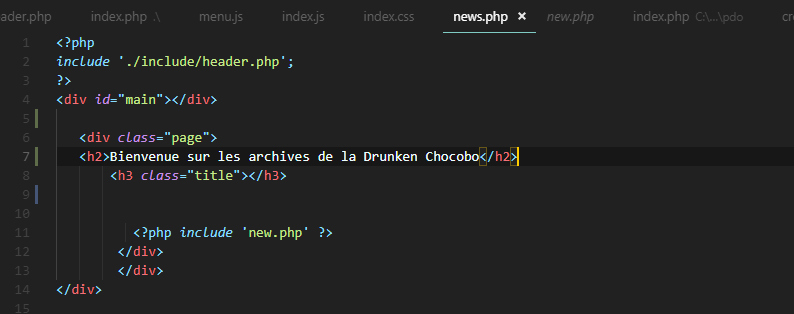 ader.php index.php .\ menu.js index.js index.css news.php × new.php index.php C:\...\pdo cr
1 <?php
2 include './include/header.php';
3 ?>
4 <div id="main"></div>
5
6 <div class="page">
7 <h2>Bienvenue sur les archives de la Drunken Chocobo</h2>
8 <h3 class="title"></h3>
9
10
11 <?php include 'new.php' ?>
12 </div>
13 </div>
14 </div>
15